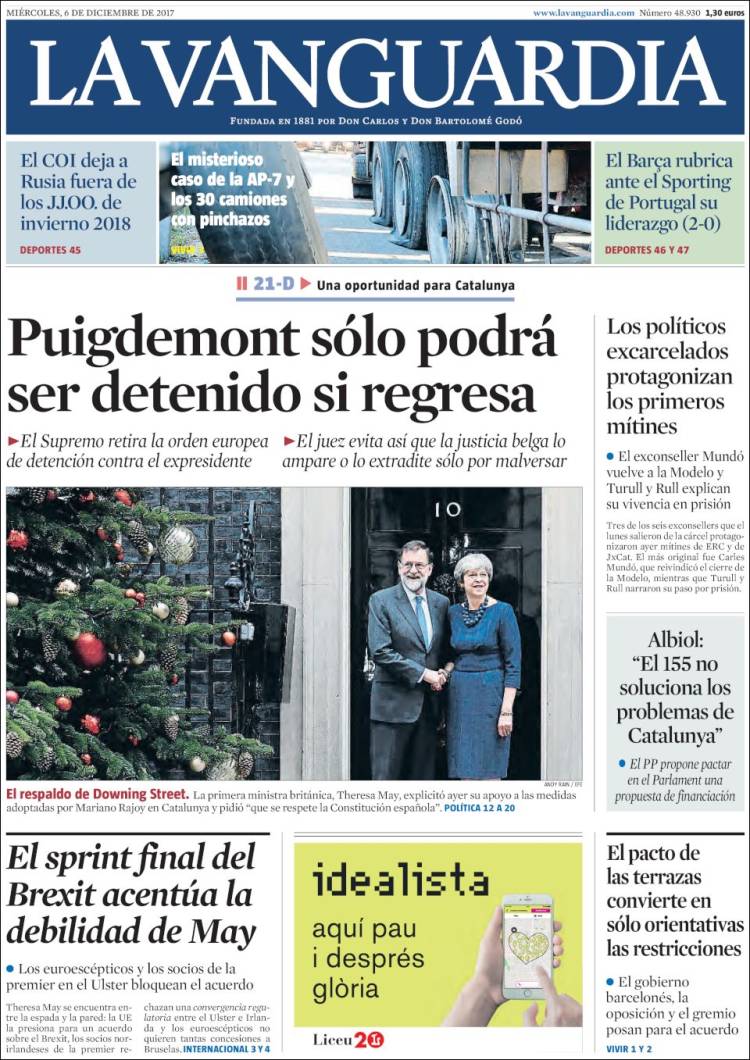 MIÉRCOLES, 6 DE DICIEMBRE DE 2017
www.lavanguardia.com Número 48.930 1,30 euros
LA VANGUARDIA
FUNDADA EN 1881 POR DON CARLOS Y DON BARTOLOMÉ GODÓ
El COI deja a
Rusia fuera de
los JJ.OO. de
invierno 2018
DEPORTES 45
El misterioso
caso de la AP-7 y
los 30 camiones
con pinchazos
VIVIR
El Barça rubrica
ante el Sporting
de Portugal su
liderazgo (2-0)
DEPORTES 46 Y 47
21-D Una oportunidad para Catalunya
Puigdemont sólo podrá
ser detenido si regresa
El Supremo retira la orden europea
de detención contra el expresidente
El juez evita así que la justicia belga lo
ampare o lo extradite sólo por malversar
10
ANDY RAIN / EFE
El respaldo de Downing Street. La primera ministra británica, Theresa May, explicitó ayer su apoyo a las medidas
adoptadas por Mariano Rajoy en Catalunya y pidió “que se respete la Constitución española”. POLÍTICA 12 A 20
Los políticos
excarcelados
protagonizan
los primeros
mítines
● El exconseller Mundó
vuelve a la Modelo y
Turull y Rull explican
su vivencia en prisión
Tres de los seis exconsellers que el
lunes salieron de la cárcel protago-
nizaron ayer mítines de ERC y de
JxCat. El más original fue Carles
Mundó, que reivindicó el cierre de
la Modelo, mientras que Turull y
Rull narraron su paso por prisión.
Albiol:
“El 155 no
soluciona los
problemas de
Catalunya”
● El PP propone pactar
en el Parlament una
propuesta de financiación
El sprint final del
Brexit acentúa la
debilidad de May
● Los euroescépticos y los socios de la
premier en el Ulster bloquean el acuerdo
Theresa May se encuentra en-
tre la espada y la pared: la UE
la presiona para un acuerdo
sobre el Brexit, los socios nor-
irlandeses de la premier re-
chazan una convergencia regu-
latoria entre el Ulster e Irlan-
da y los euroescépticos no
quieren tantas concesiones a
Bruselas. INTERNACIONAL 3 Y 4
idealista
aquí pau
i després
glòria
Liceu 20
El pacto de
las terrazas
convierte en
sólo orientativas
las restricciones
● El gobierno
barcelonés, la
oposición y el gremio
posan para el acuerdo
VIVIR 1 Y 2